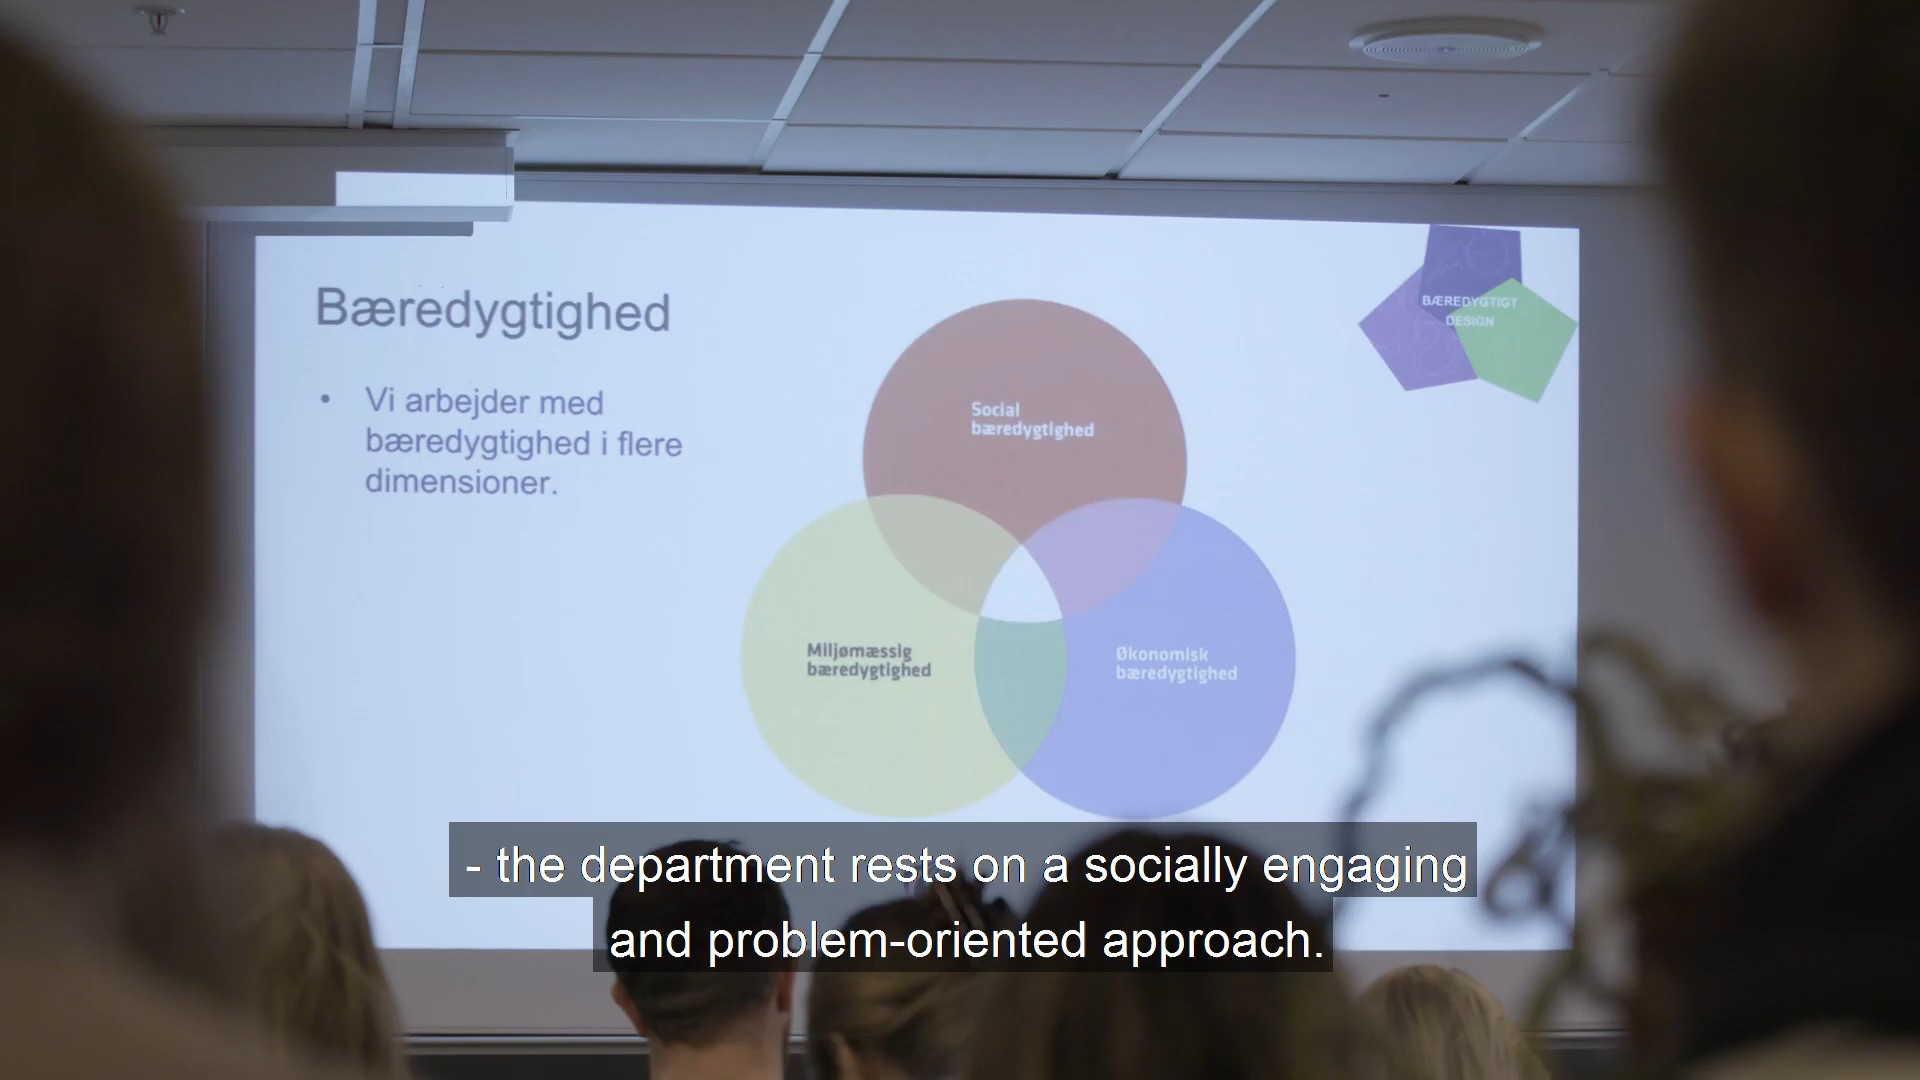 Bæredygtighed
• Vi arbejder med
bæredygtighed i flere
dimensioner.
BÆREDYGTIGT
DESIGN
Social
bæredygtighed
Miljømæssig
bæredygtighed
Økonomisk
bæredygtighed
- the department rests on a socially engaging
and problem-oriented approach.